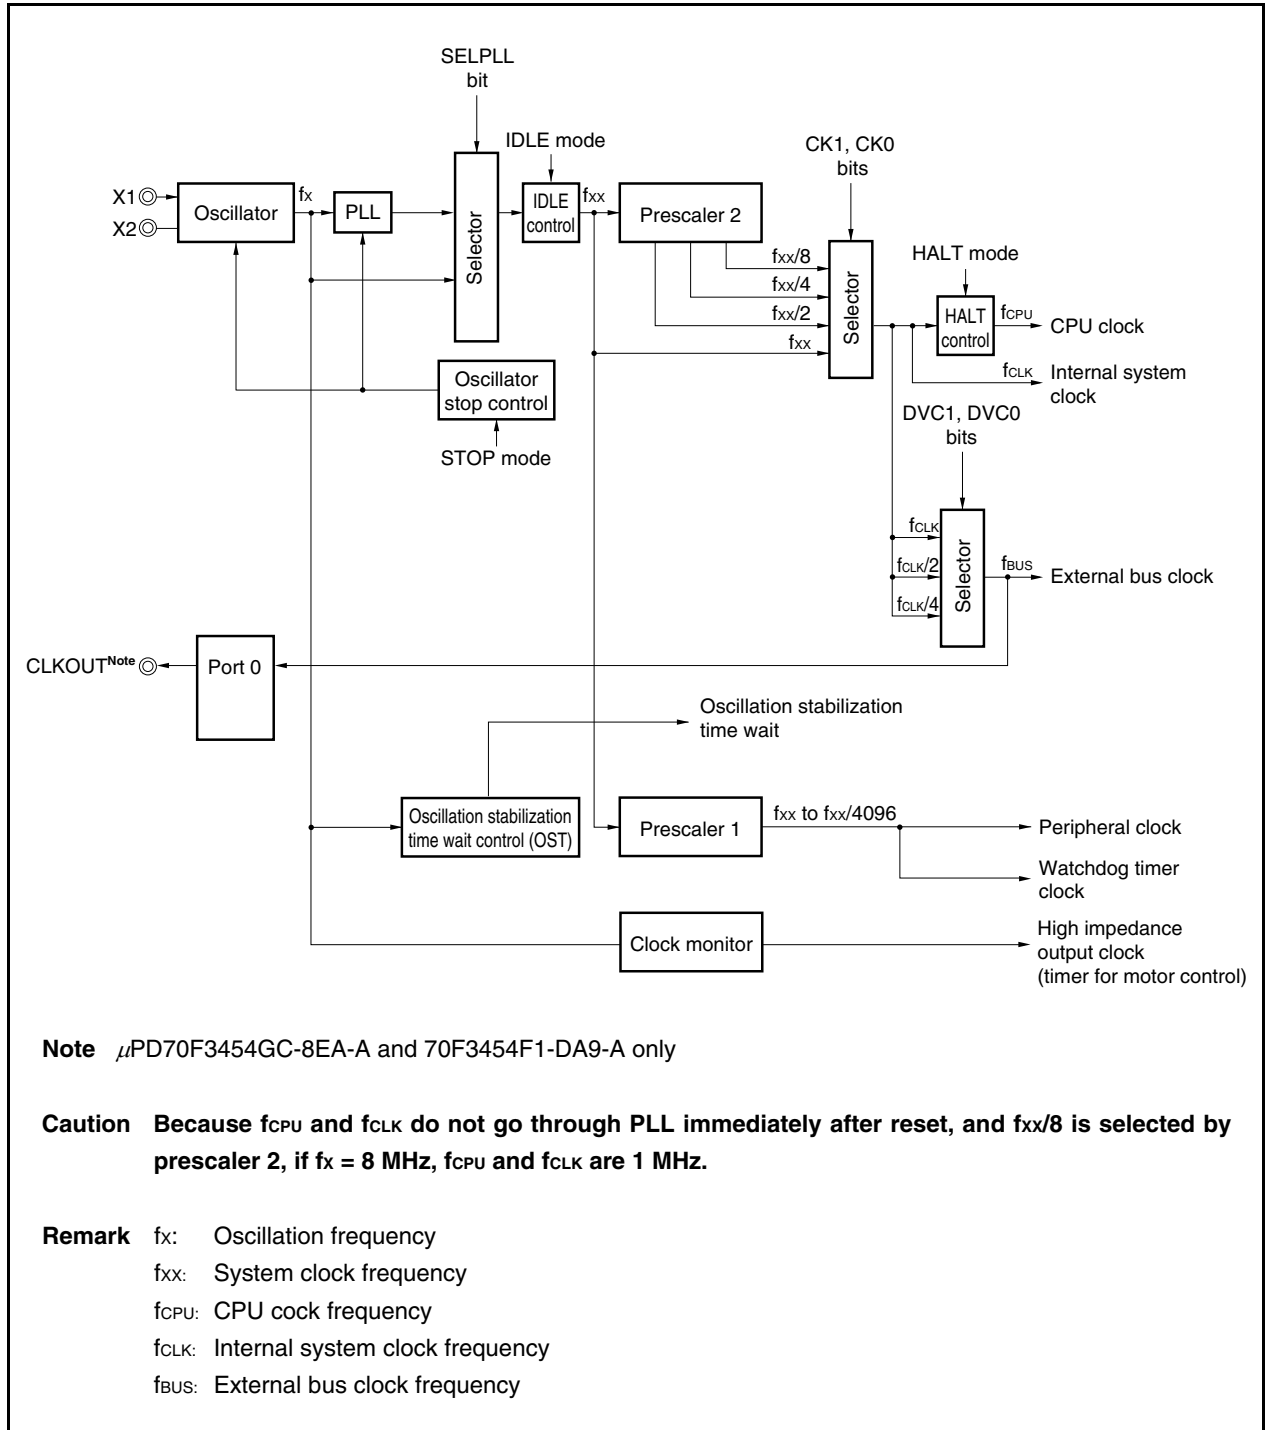 SELPLL
bit
IDLE mode
CK1, CK0
bits
X1
X2
Oscillator
fX
PLL
Selector
IDLE
control
fXX
Prescaler 2
fXX/8
fXX/4
fXX/2
fXX
Selector
HALT mode
HALT
control
fCPU
CPU clock
fCLK
Internal system
clock
Oscillator
stop control
STOP mode
DVC1, DVC0
bits
fCLK
fCLK/2
fCLK/4
Selector
fBUS
External bus clock
CLKOUTNote
Port 0
Oscillation stabilization
time wait
Oscillation stabilization
time wait control (OST)
Prescaler 1
fXX to fXX/4096
Peripheral clock
Watchdog timer
clock
Clock monitor
High impedance
output clock
(timer for motor control)
Note μPD70F3454GC-8EA-A and 70F3454F1-DA9-A only
Caution Because fCPU and fCLK do not go through PLL immediately after reset, and fXX/8 is selected by
prescaler 2, if fX = 8 MHz, fCPU and fCLK are 1 MHz.
Remark fX: Oscillation frequency
fXX: System clock frequency
fCPU: CPU cock frequency
fCLK: Internal system clock frequency
fBUS: External bus clock frequency